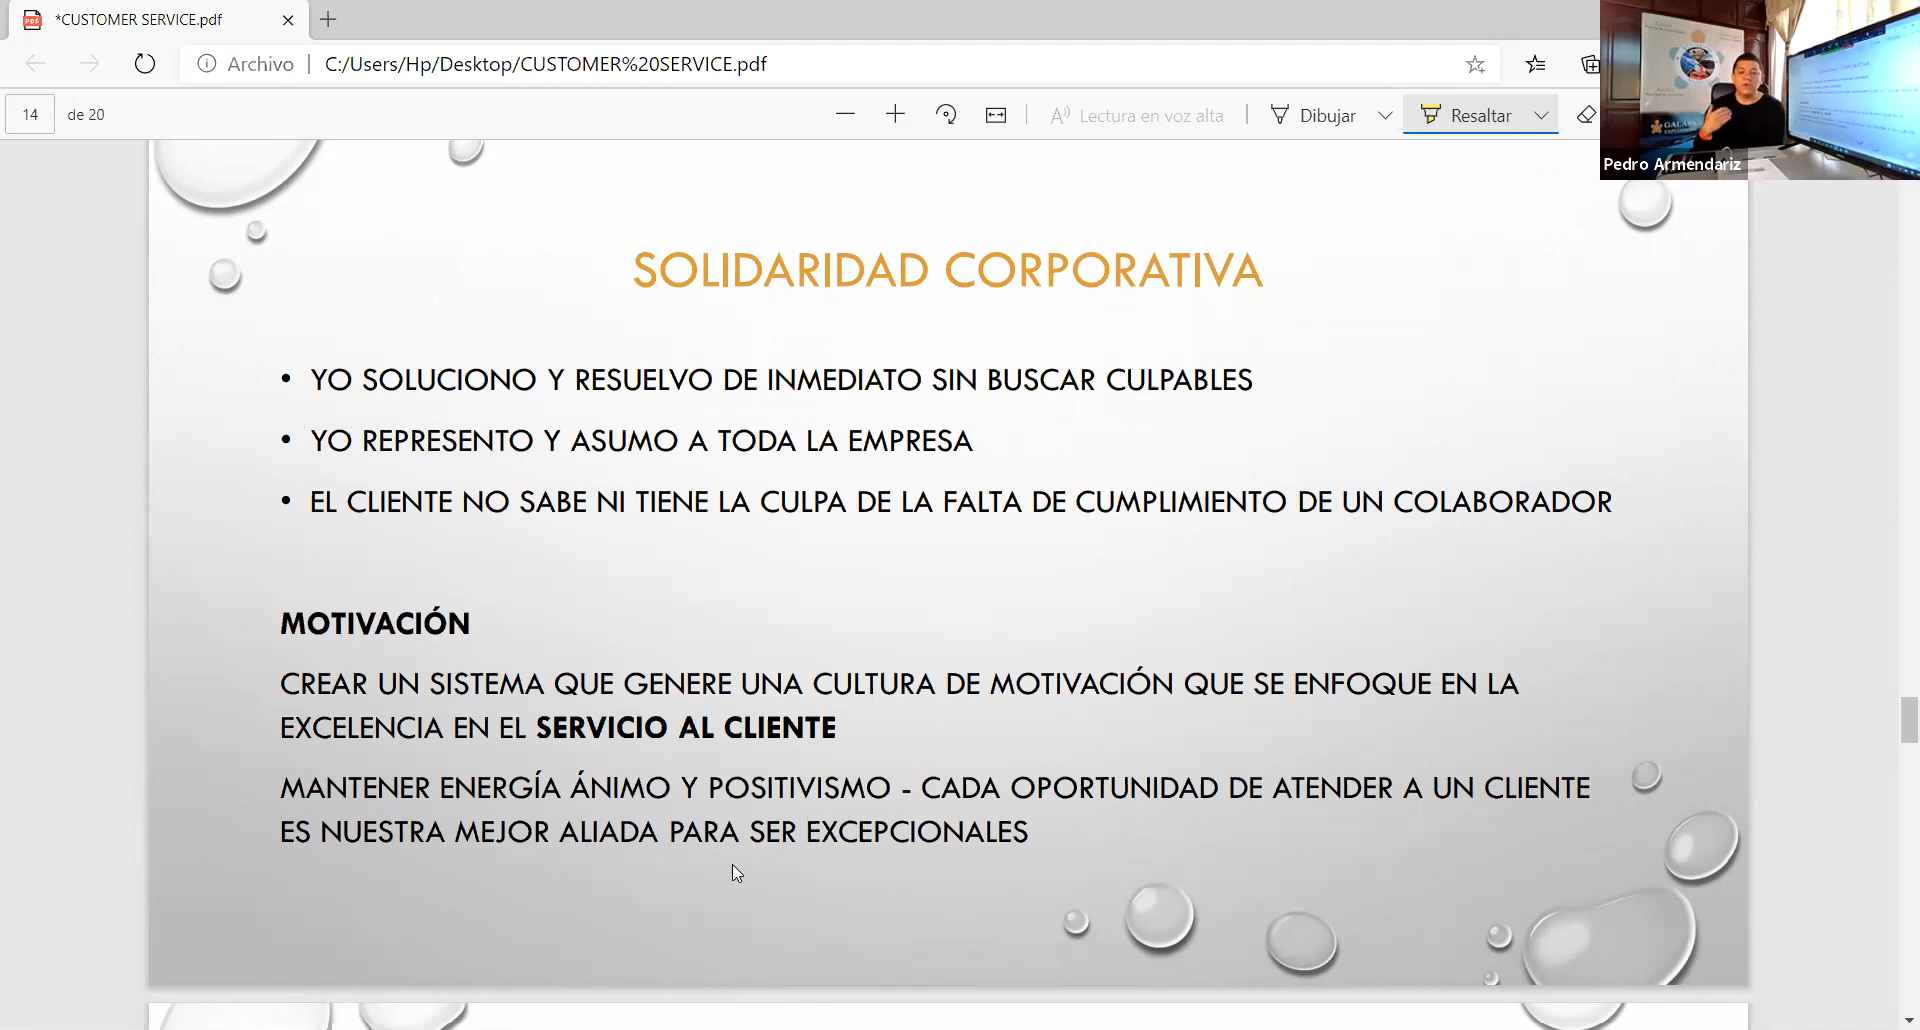 *CUSTOMER SERVICE.pdf
Archivo | C:/Users/Hp/Desktop/CUSTOMER%20SERVICE.pdf
14 de 20
Lectura en voz alta
Dibujar
Resaltar
Pedro Armendariz
SOLIDARIDAD CORPORATIVA
• YO SOLUCIONO Y RESUELVO DE INMEDIATO SIN BUSCAR CULPABLES
• YO REPRESENTO Y ASUMO A TODA LA EMPRESA
• EL CLIENTE NO SABE NI TIENE LA CULPA DE LA FALTA DE CUMPLIMIENTO DE UN COLABORADOR
MOTIVACIÓN
CREAR UN SISTEMA QUE GENERE UNA CULTURA DE MOTIVACIÓN QUE SE ENFOQUE EN LA
EXCELENCIA EN EL SERVICIO AL CLIENTE
MANTENER ENERGÍA ÁNIMO Y POSITIVISMO - CADA OPORTUNIDAD DE ATENDER A UN CLIENTE
ES NUESTRA MEJOR ALIADA PARA SER EXCEPCIONALES